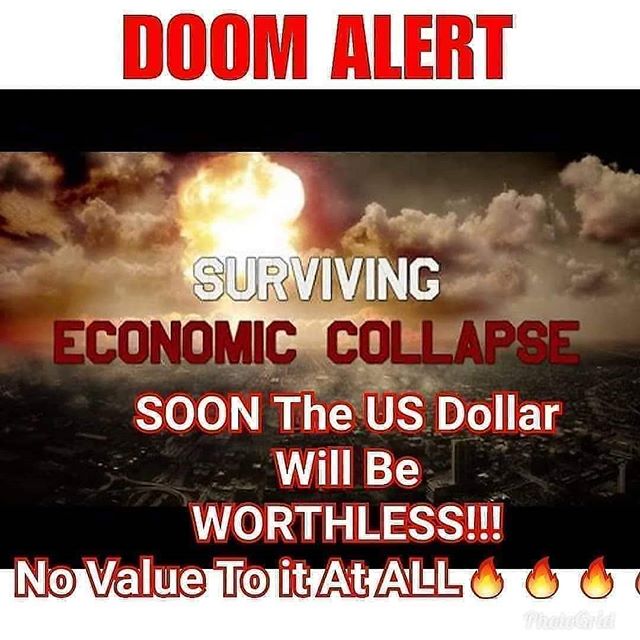 DOOM ALERT
SURVIVING
ECONOMIC COLLAPSE
SOON The US Dollar
Will Be
WORTHLESS!!!
No Value To it At ALL🔥🔥🔥
PhotoGrid